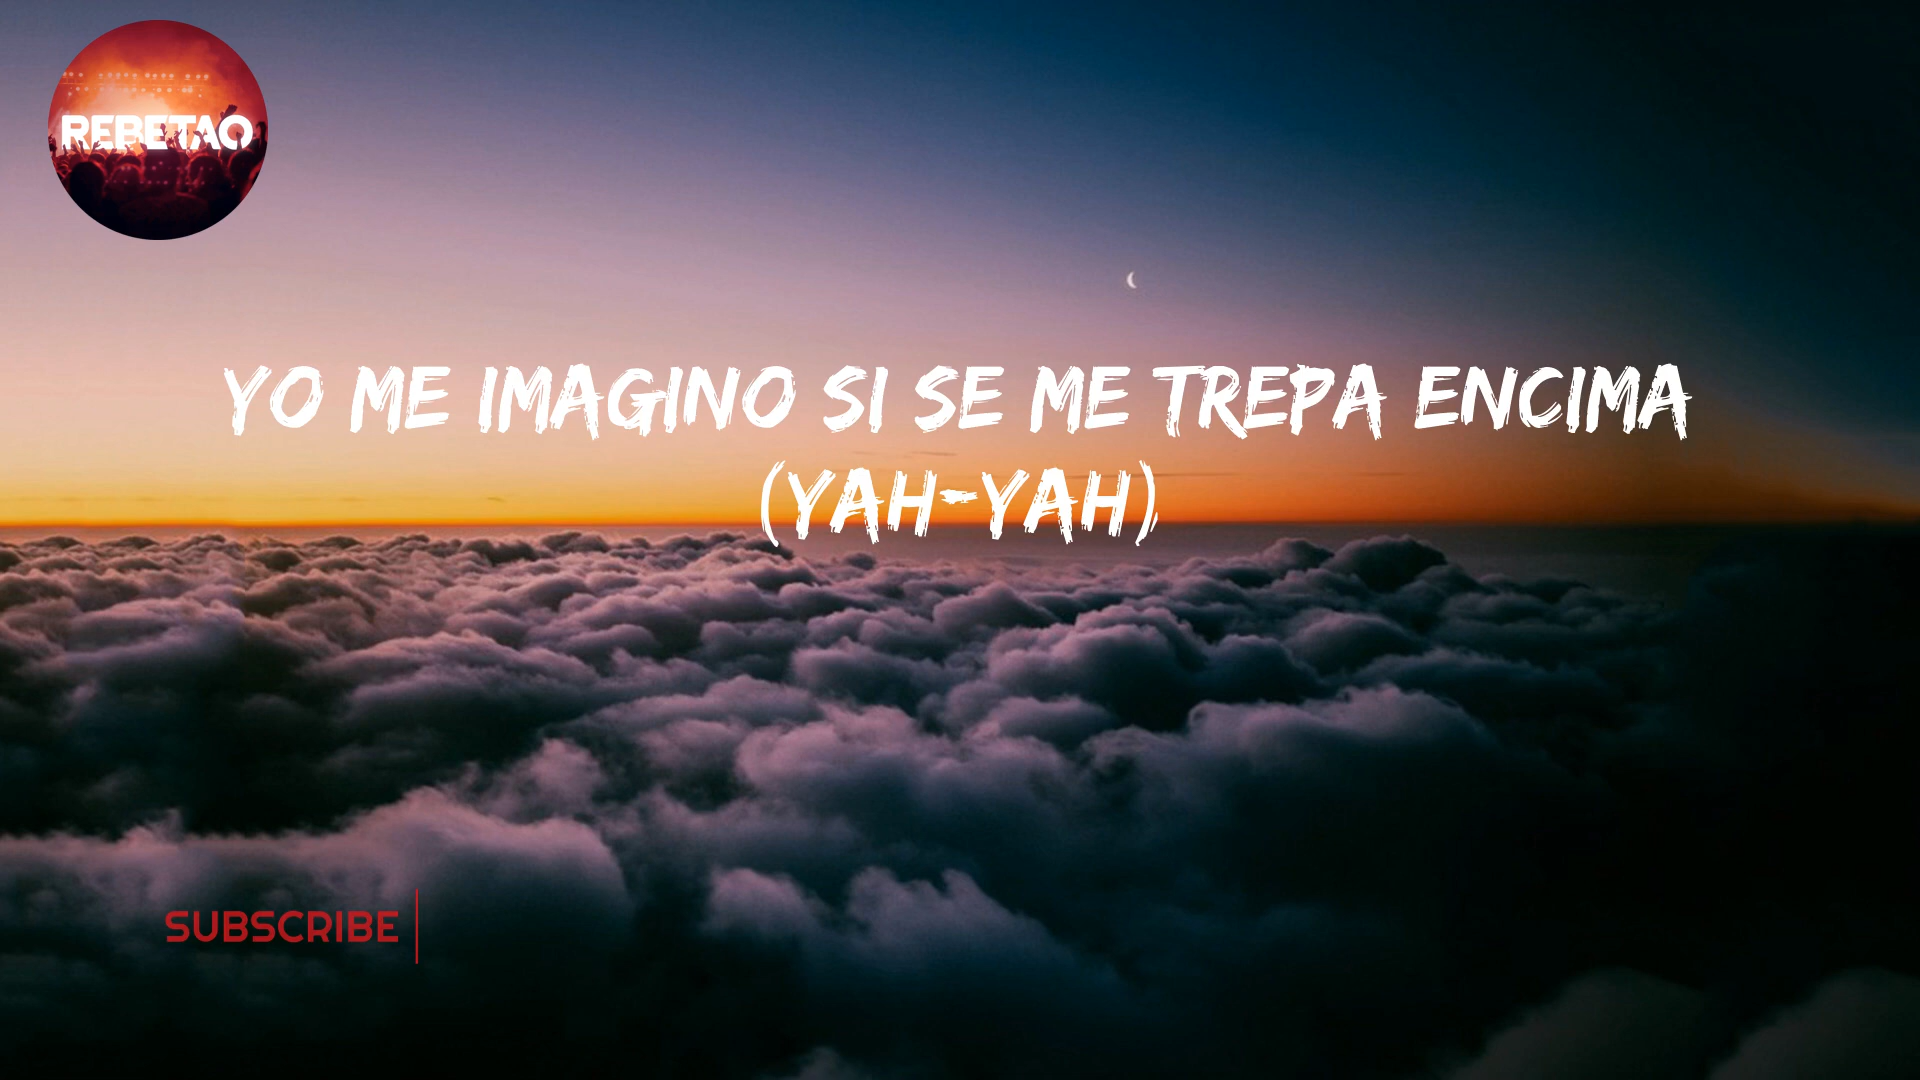 REBETAO
YO ME IMAGINO SI SE ME TREPA ENCIMA
(YAH-YAH)
SUBSCRIBE